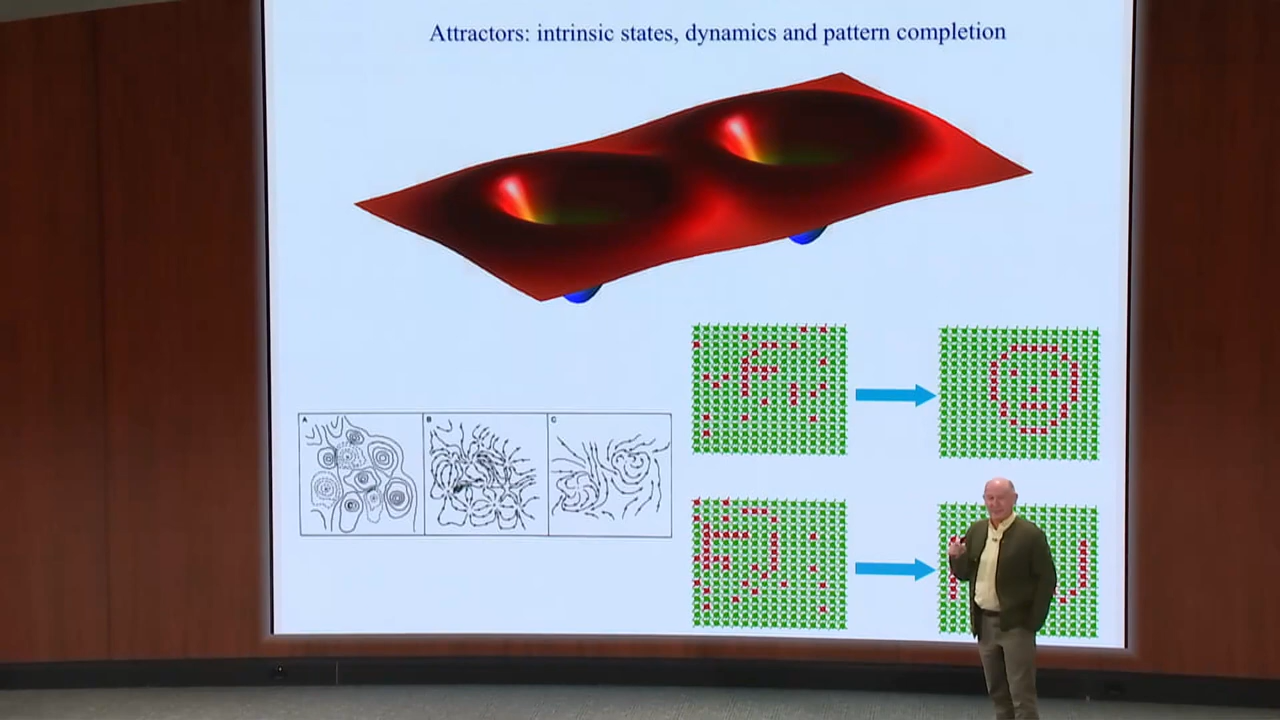 Attractors: intrinsic states, dynamics and pattern completion
A
B
C